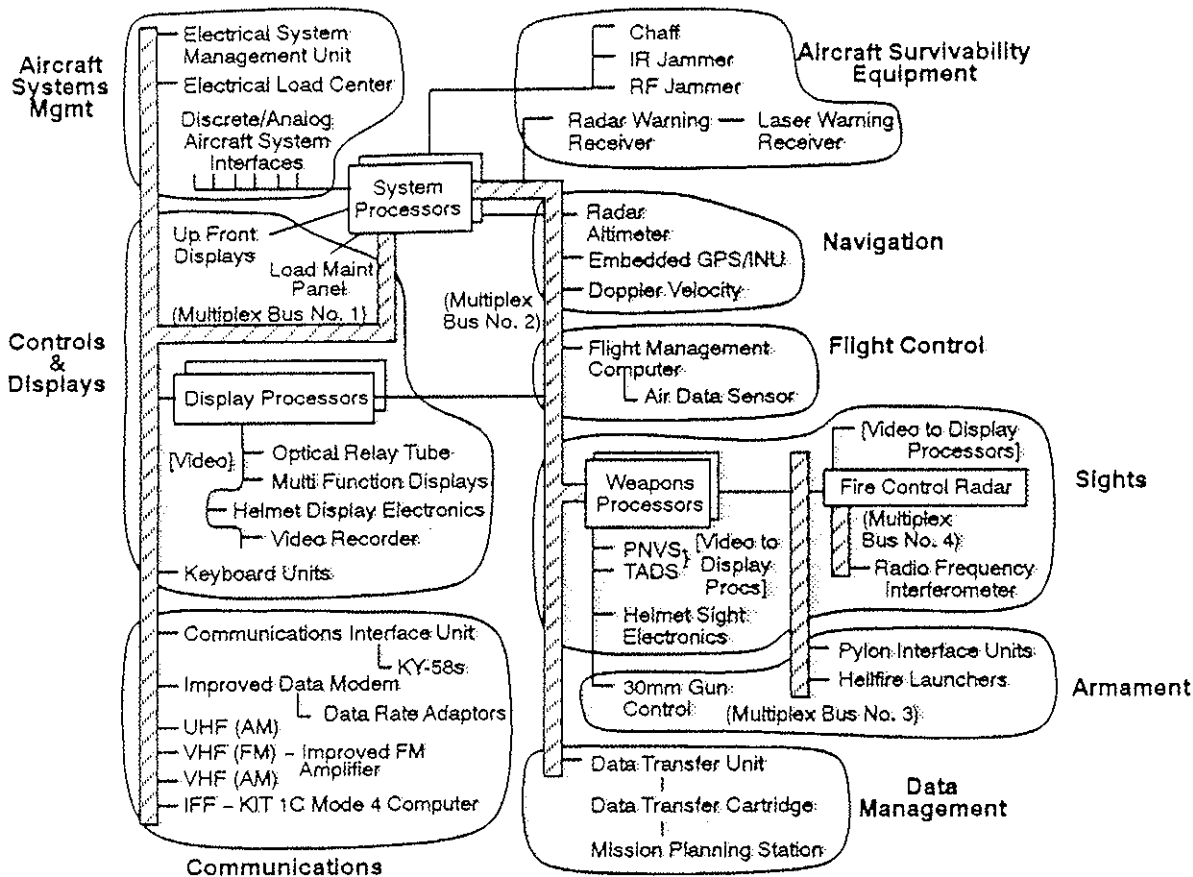 Aircraft
Systems
Mgmt
Electrical System
Management Unit
Electrical Load Center
Discrete/Analog
Aircraft System
Interfaces
System
Processors
Chaff
IR Jammer
RF Jammer
Radar Warning
Receiver
Laser Warning
Receiver
Aircraft Survivability
Equipment
Up Front
Displays
Load Maint
Panel
(Multiplex Bus No. 1)
Controls
&
Displays
Display Processors
[Video]
Optical Relay Tube
Multi Function Displays
Helmet Display Electronics
Video Recorder
Keyboard Units
(Multiplex
Bus No. 2)
Radar
Altimeter
Embedded GPS/INU
Doppler Velocity
Navigation
Flight Management
Computer
Air Data Sensor
Flight Control
Weapons
Processors
PNVS
TADS
[Video to
Display
Procs]
Helmet Sight
Electronics
[Video to Display
Processors]
Fire Control Radar
(Multiplex
Bus No. 4)
Radio Frequency
Interferometer
Sights
30mm Gun
Control
(Multiplex Bus No. 3)
Pylon Interface Units
Hellfire Launchers
Armament
Communications Interface Unit
KY-58s
Improved Data Modem
Data Rate Adaptors
UHF (AM)
VHF (FM) - Improved FM
Amplifier
VHF (AM)
IFF - KIT 1C Mode 4 Computer
Communications
Data Transfer Unit
Data Transfer Cartridge
Mission Planning Station
Data
Management